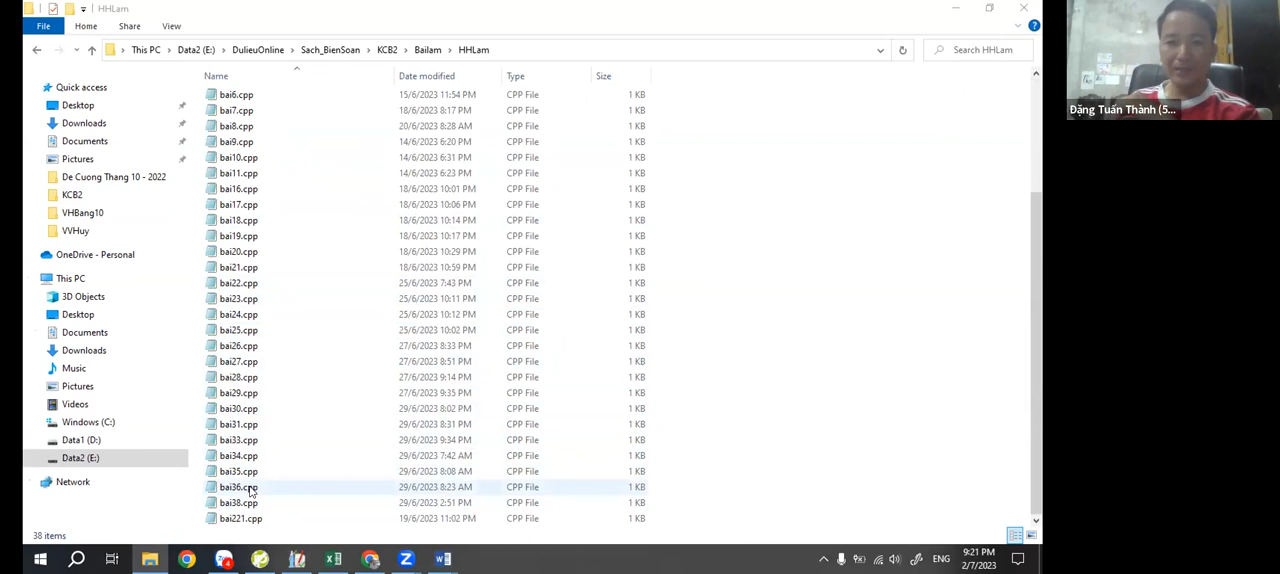 HHLam
File Home Share View
This PC Data2 (E:) DulieuOnline Sach_BienSoan KCB2 Bailam HHLam Search HHLam
Name Date modified Type Size
Quick access
Desktop
Downloads
Documents
Pictures
De Cuong Thang 10 - 2022
KCB2
VHBang10
VVHuy
OneDrive - Personal
This PC
3D Objects
Desktop
Documents
Downloads
Music
Pictures
Videos
Windows (C:)
Data1 (D:)
Data2 (E:)
Network
bai6.cpp 15/6/2023 11:54 PM CPP File 1 KB
bai7.cpp 18/6/2023 8:17 PM CPP File 1 KB
bai8.cpp 20/6/2023 8:28 AM CPP File 1 KB
bai9.cpp 14/6/2023 6:20 PM CPP File 1 KB
bai10.cpp 14/6/2023 6:31 PM CPP File 1 KB
bai11.cpp 14/6/2023 6:23 PM CPP File 1 KB
bai16.cpp 18/6/2023 10:01 PM CPP File 1 KB
bai17.cpp 18/6/2023 10:06 PM CPP File 1 KB
bai18.cpp 18/6/2023 10:14 PM CPP File 1 KB
bai19.cpp 18/6/2023 10:17 PM CPP File 1 KB
bai20.cpp 18/6/2023 10:29 PM CPP File 1 KB
bai21.cpp 18/6/2023 10:59 PM CPP File 1 KB
bai22.cpp 25/6/2023 7:43 PM CPP File 1 KB
bai23.cpp 25/6/2023 10:11 PM CPP File 1 KB
bai24.cpp 25/6/2023 10:12 PM CPP File 1 KB
bai25.cpp 25/6/2023 10:02 PM CPP File 1 KB
bai26.cpp 27/6/2023 8:33 PM CPP File 1 KB
bai27.cpp 27/6/2023 8:51 PM CPP File 1 KB
bai28.cpp 27/6/2023 9:14 PM CPP File 1 KB
bai29.cpp 27/6/2023 9:35 PM CPP File 1 KB
bai30.cpp 29/6/2023 8:02 PM CPP File 1 KB
bai31.cpp 29/6/2023 8:31 PM CPP File 1 KB
bai33.cpp 29/6/2023 9:34 PM CPP File 1 KB
bai34.cpp 29/6/2023 7:42 AM CPP File 1 KB
bai35.cpp 29/6/2023 8:08 AM CPP File 1 KB
bai36.cpp 29/6/2023 8:23 AM CPP File 1 KB
bai38.cpp 29/6/2023 2:51 PM CPP File 1 KB
bai221.cpp 19/6/2023 11:02 PM CPP File 1 KB
38 items
4
ENG
9:21 PM
2/7/2023
Đặng Tuấn Thành (5...